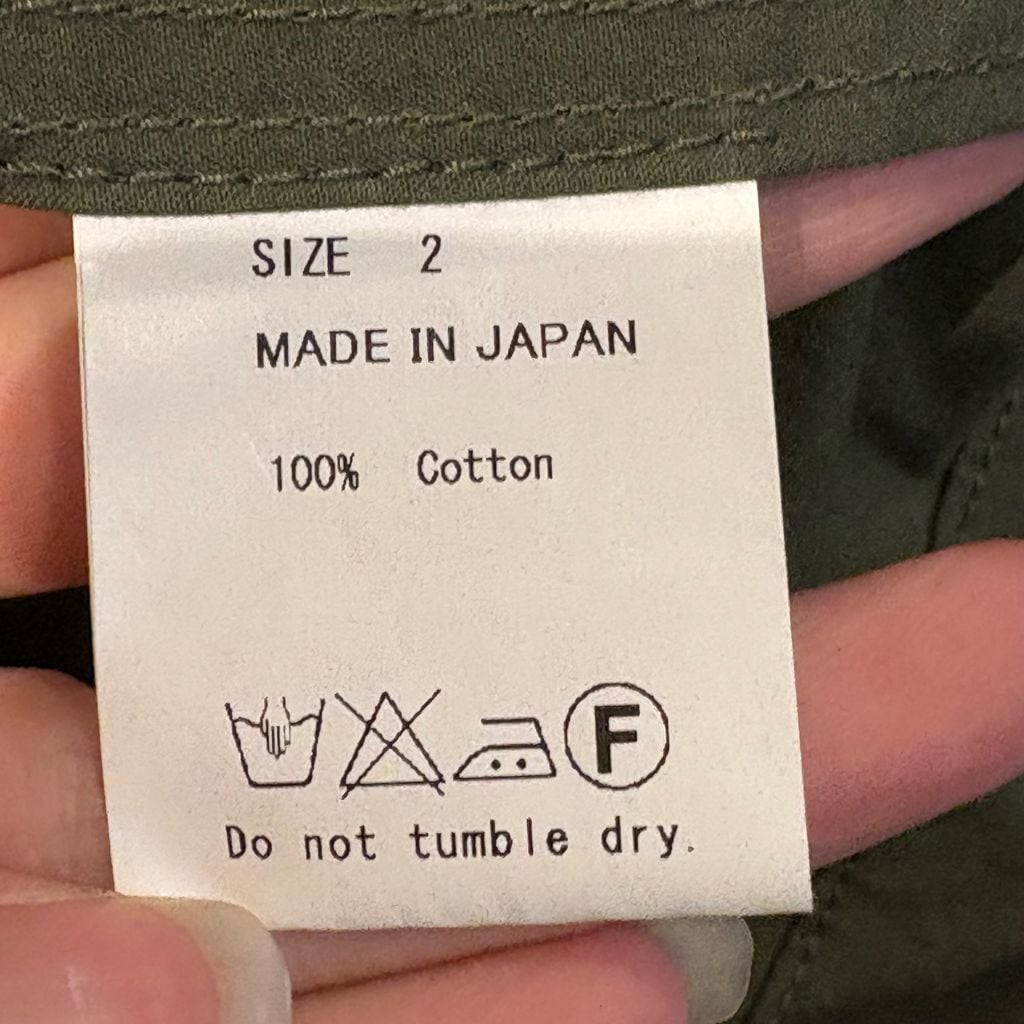 SIZE 2
MADE IN JAPAN
100% Cotton
F
Do not tumble dry.